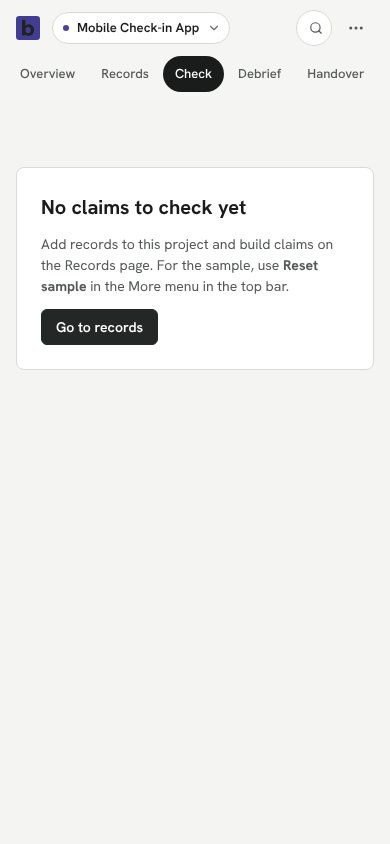 b
Mobile Check-in App
Overview
Records
Check
Debrief
Handover
No claims to check yet
Add records to this project and build claims on
the Records page. For the sample, use Reset
sample in the More menu in the top bar.
Go to records